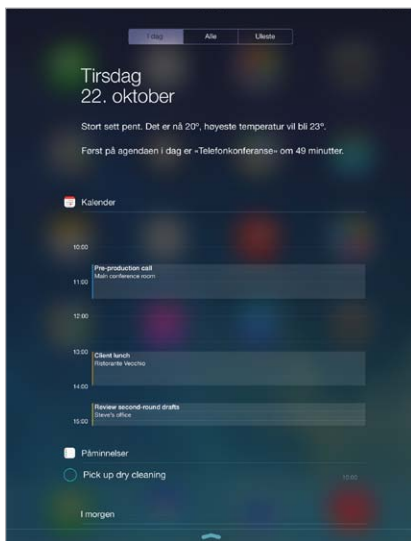 I dag
Alle
Uleste
Tirsdag
22. oktober
Stort sett pent. Det er nå 20°, høyeste temperatur vil bli 23°.
Først på agendaen i dag er «Telefonkonferanse» om 49 minutter.
Kalender
10:00
Pre-production call
Main conference room
11:00
12:00
13:00
Client lunch
Ristorante Vecchio
14:00
Review second-round drafts
Steve's office
15:00
Påminnelser
Pick up dry cleaning
I morgen